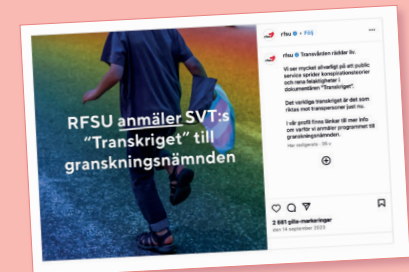 RFSU anmäler SVT:s
"Transkriget" till
granskningsnämnden
rfsu • Följ
rfsu Transvården räddar liv.
Vi ser mycket allvarligt på att public
service sprider konspirationsteorier
och rena felaktigheter i
dokumentären "Transkriget".
Det verkliga transkriget är det som
riktas mot transpersoner just nu.
I vår profil finns länkar till mer info
om varför vi anmäler programmet till
granskningsnämnden.
Har redigerats
2 681 gilla-markeringar
den 14 september 2023